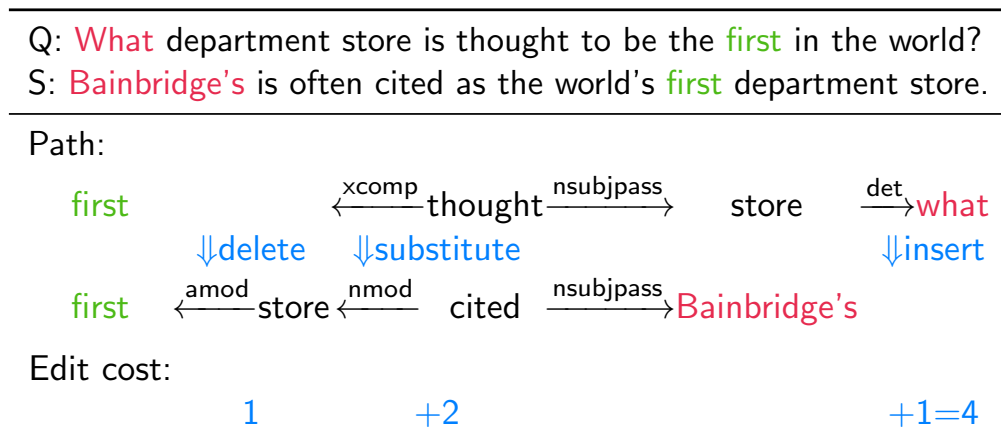 Q: What department store is thought to be the first in the world?
S: Bainbridge's is often cited as the world's first department store.
Path:
first ←xcomp thought nsubjpass→ store det→ what
⇓delete ⇓substitute ⇓insert
first ←amod store ←nmod cited nsubjpass→ Bainbridge's
Edit cost:
1 +2 +1=4